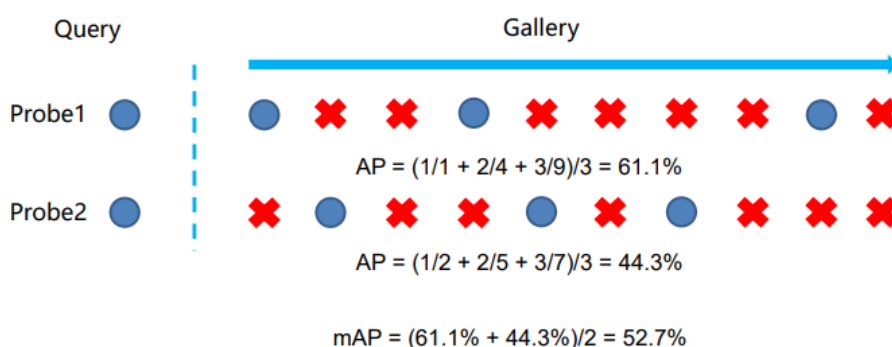 Query Gallery
Probe1
AP = (1/1 + 2/4 + 3/9)/3 = 61.1%
Probe2
AP = (1/2 + 2/5 + 3/7)/3 = 44.3%
mAP = (61.1% + 44.3%)/2 = 52.7%